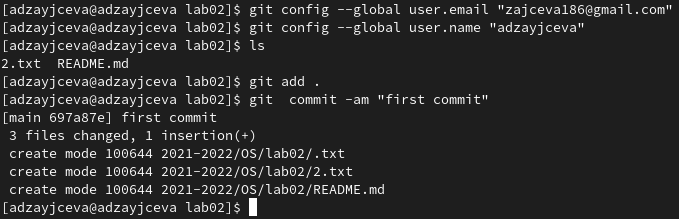 [adzayjceva@adzayjceva lab02]$ git config --global user.email "zajceva186@gmail.com"
[adzayjceva@adzayjceva lab02]$ git config --global user.name "adzayjceva"
[adzayjceva@adzayjceva lab02]$ ls
2.txt  README.md
[adzayjceva@adzayjceva lab02]$ git add .
[adzayjceva@adzayjceva lab02]$ git  commit -am "first commit"
[main 697a87e] first commit
 3 files changed, 1 insertion(+)
 create mode 100644 2021-2022/OS/lab02/.txt
 create mode 100644 2021-2022/OS/lab02/2.txt
 create mode 100644 2021-2022/OS/lab02/README.md
[adzayjceva@adzayjceva lab02]$